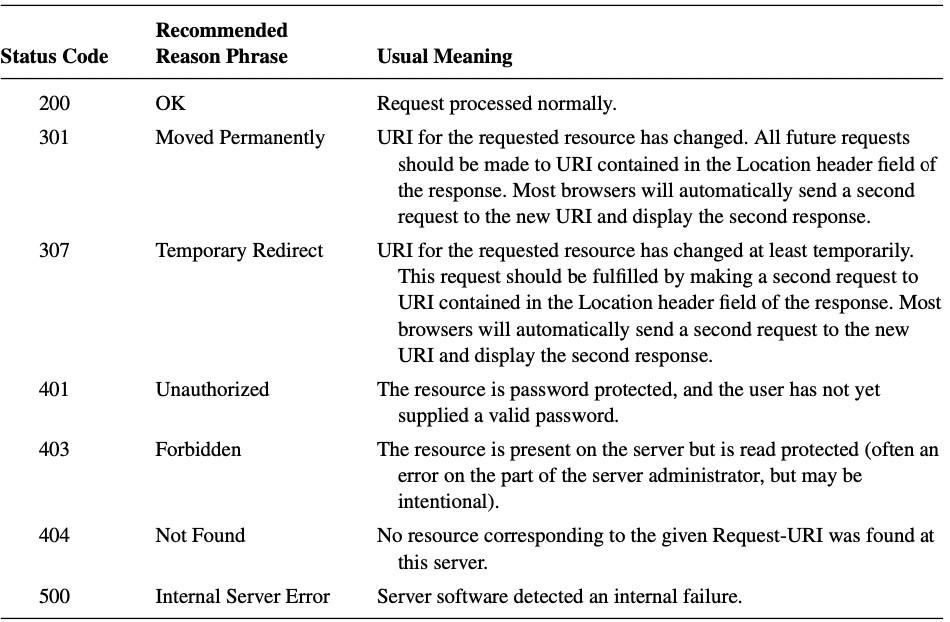 Status Code Recommended Reason Phrase Usual Meaning
200 OK Request processed normally.
301 Moved Permanently URI for the requested resource has changed. All future requests
should be made to URI contained in the Location header field of
the response. Most browsers will automatically send a second
request to the new URI and display the second response.
307 Temporary Redirect URI for the requested resource has changed at least temporarily.
This request should be fulfilled by making a second request to
URI contained in the Location header field of the response. Most
browsers will automatically send a second request to the new
URI and display the second response.
401 Unauthorized The resource is password protected, and the user has not yet
supplied a valid password.
403 Forbidden The resource is present on the server but is read protected (often an
error on the part of the server administrator, but may be
intentional).
404 Not Found No resource corresponding to the given Request-URI was found at
this server.
500 Internal Server Error Server software detected an internal failure.